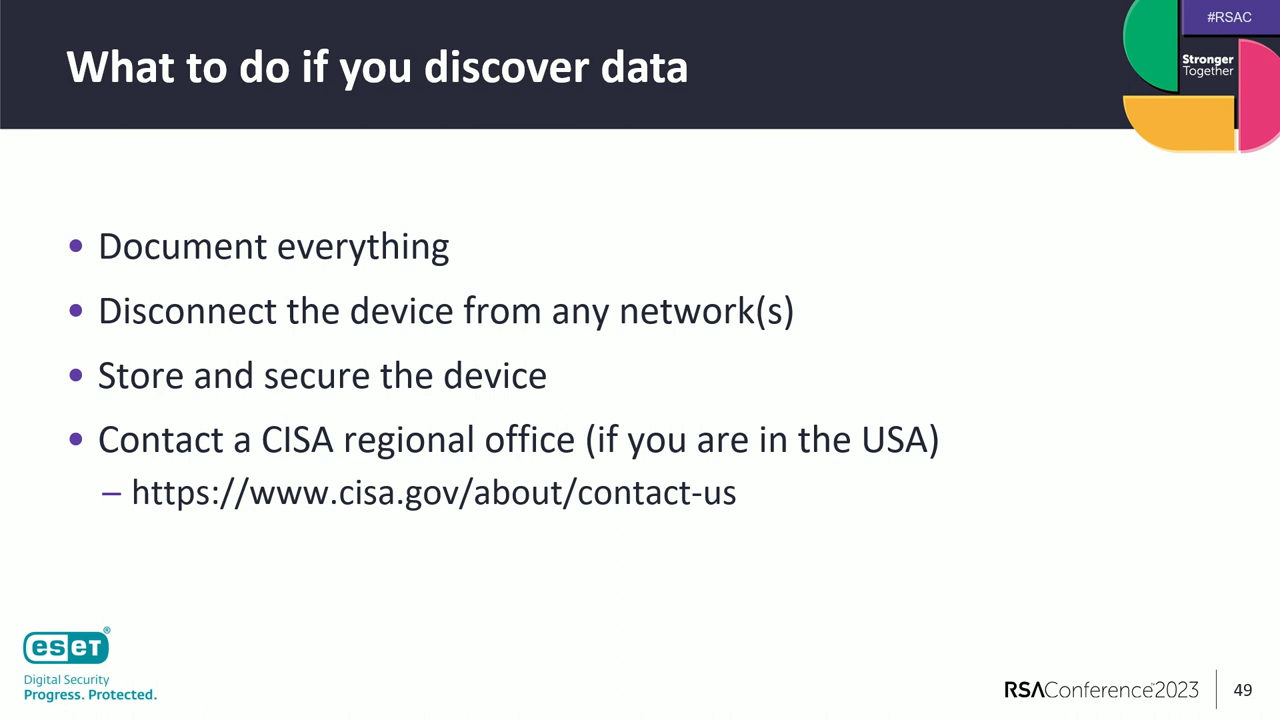 What to do if you discover data
#RSAC
Stronger
Together
• Document everything
• Disconnect the device from any network(s)
• Store and secure the device
• Contact a CISA regional office (if you are in the USA)
– https://www.cisa.gov/about/contact-us
eseT®
Digital Security
Progress. Protected.
RSAConference™2023
49